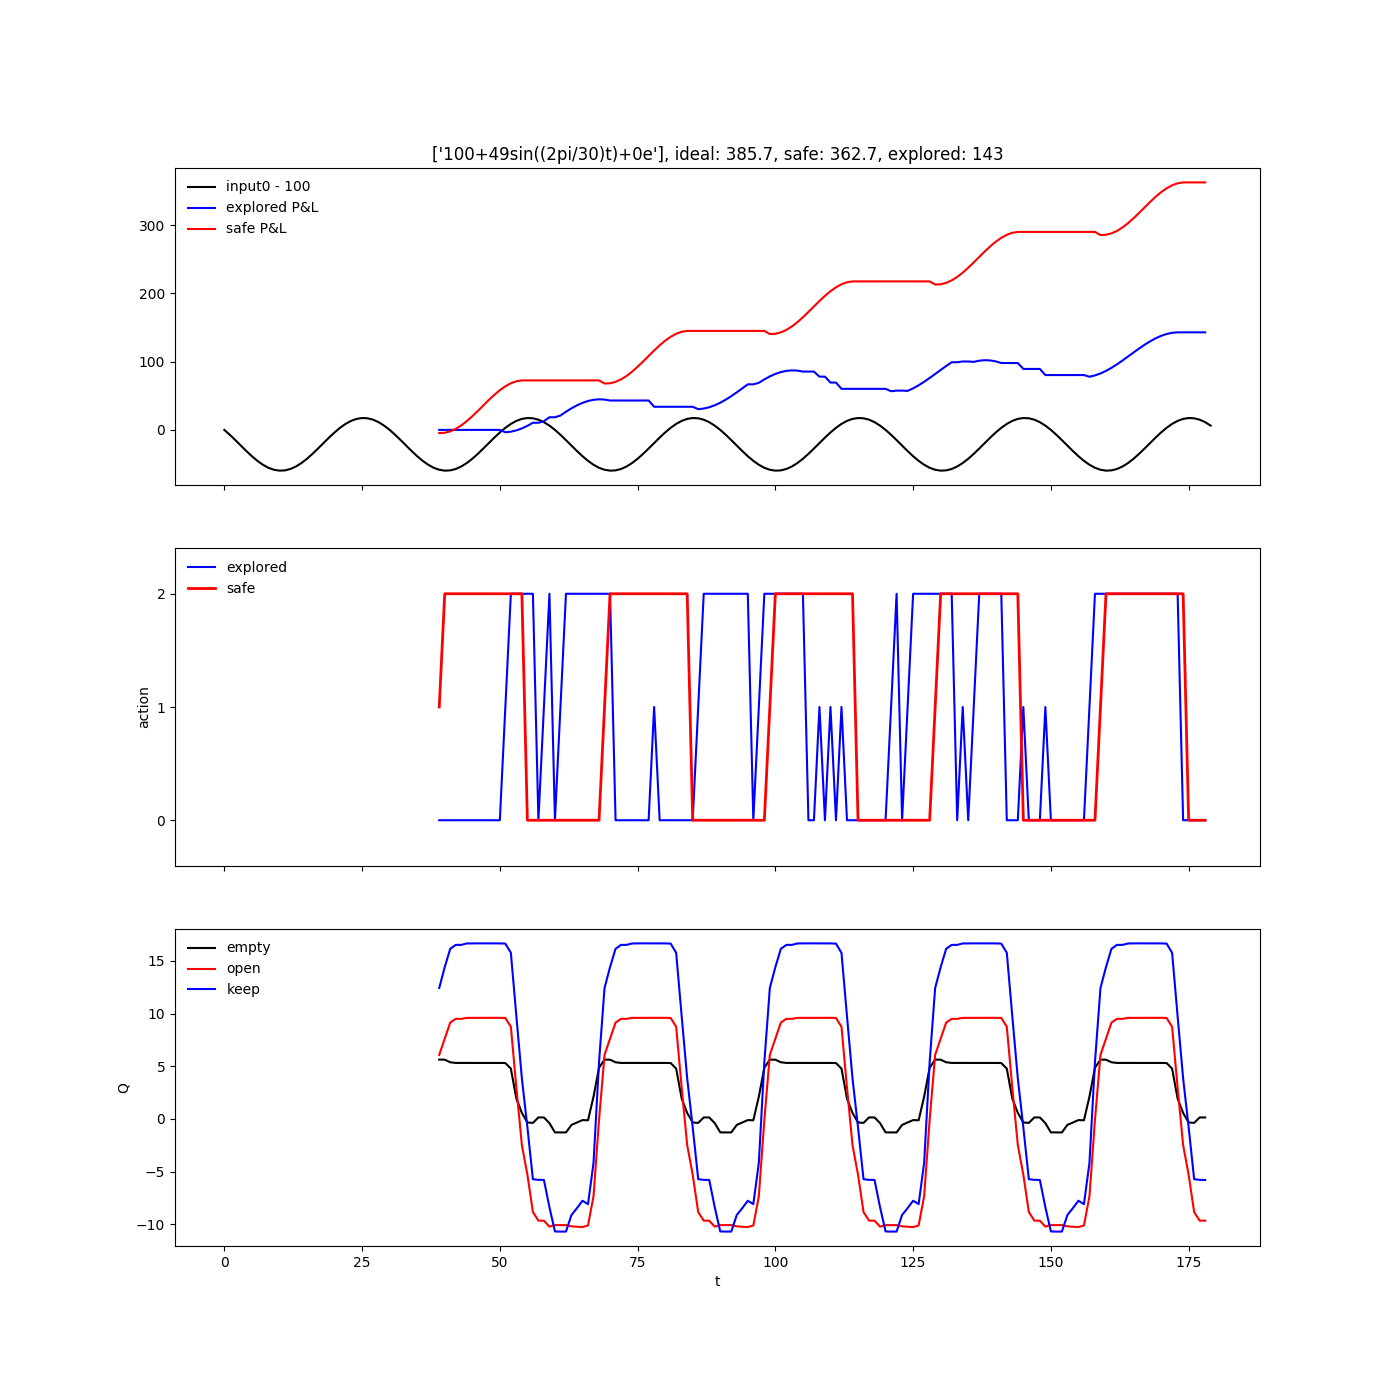 ['100+49sin((2pi/30)t)+0e'], ideal: 385.7, safe: 362.7, explored: 143
input0 - 100
explored P&L
safe P&L
300
200
100
0
explored
safe
2
1
0
action
empty
open
keep
15
10
5
0
−5
−10
Q
0 25 50 75 100 125 150 175
t